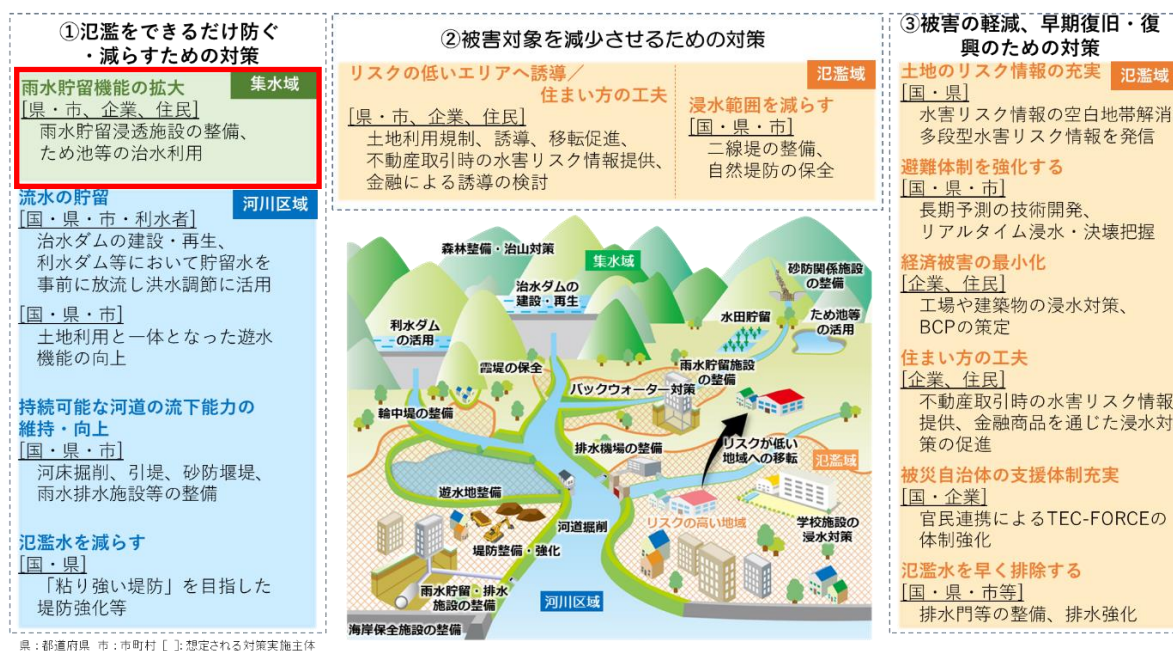 ①氾濫をできるだけ防ぐ
・減らすための対策
集水域
雨水貯留機能の拡大
[県・市、企業、住民]
雨水貯留浸透施設の整備、
ため池等の治水利用
流水の貯留
河川区域
[国・県・市・利水者]
治水ダムの建設・再生、
利水ダム等において貯留水を
事前に放流し洪水調節に活用
[国・県・市]
土地利用と一体となった遊水
機能の向上
持続可能な河道の流下能力の
維持・向上
[国・県・市]
河床掘削、引堤、砂防堰堤、
雨水排水施設等の整備
氾濫水を減らす
[国・県]
「粘り強い堤防」を目指した
堤防強化等
県：都道府県 市：市町村 [ ]:想定される対策実施主体
②被害対象を減少させるための対策
リスクの低いエリアへ誘導／
住まい方の工夫
[県・市、企業、住民]
土地利用規制、誘導、移転促進、
不動産取引時の水害リスク情報提供、
金融による誘導の検討
氾濫域
浸水範囲を減らす
[国・県・市]
二線堤の整備、
自然堤防の保全
森林整備・治山対策
集水域
治水ダムの
建設・再生
砂防関係施設
の整備
利水ダム
の活用
水田貯留
ため池等
の活用
霞堤の保全
雨水貯留施設
の整備
バックウォーター対策
輪中堤の整備
排水機場の整備
リスクが低い
地域への移転
氾濫域
遊水地整備
河道掘削
リスクの高い地域
学校施設の
浸水対策
堤防整備・強化
雨水貯留・排水
施設の整備
河川区域
海岸保全施設の整備
③被害の軽減、早期復旧・復
興のための対策
土地のリスク情報の充実
氾濫域
[国・県]
水害リスク情報の空白地帯解消
多段型水害リスク情報を発信
避難体制を強化する
[国・県・市]
長期予測の技術開発、
リアルタイム浸水・決壊把握
経済被害の最小化
[企業、住民]
工場や建築物の浸水対策、
BCPの策定
住まい方の工夫
[企業、住民]
不動産取引時の水害リスク情報
提供、金融商品を通じた浸水対
策の促進
被災自治体の支援体制充実
[国・企業]
官民連携によるTEC-FORCEの
体制強化
氾濫水を早く排除する
[国・県・市等]
排水門等の整備、排水強化